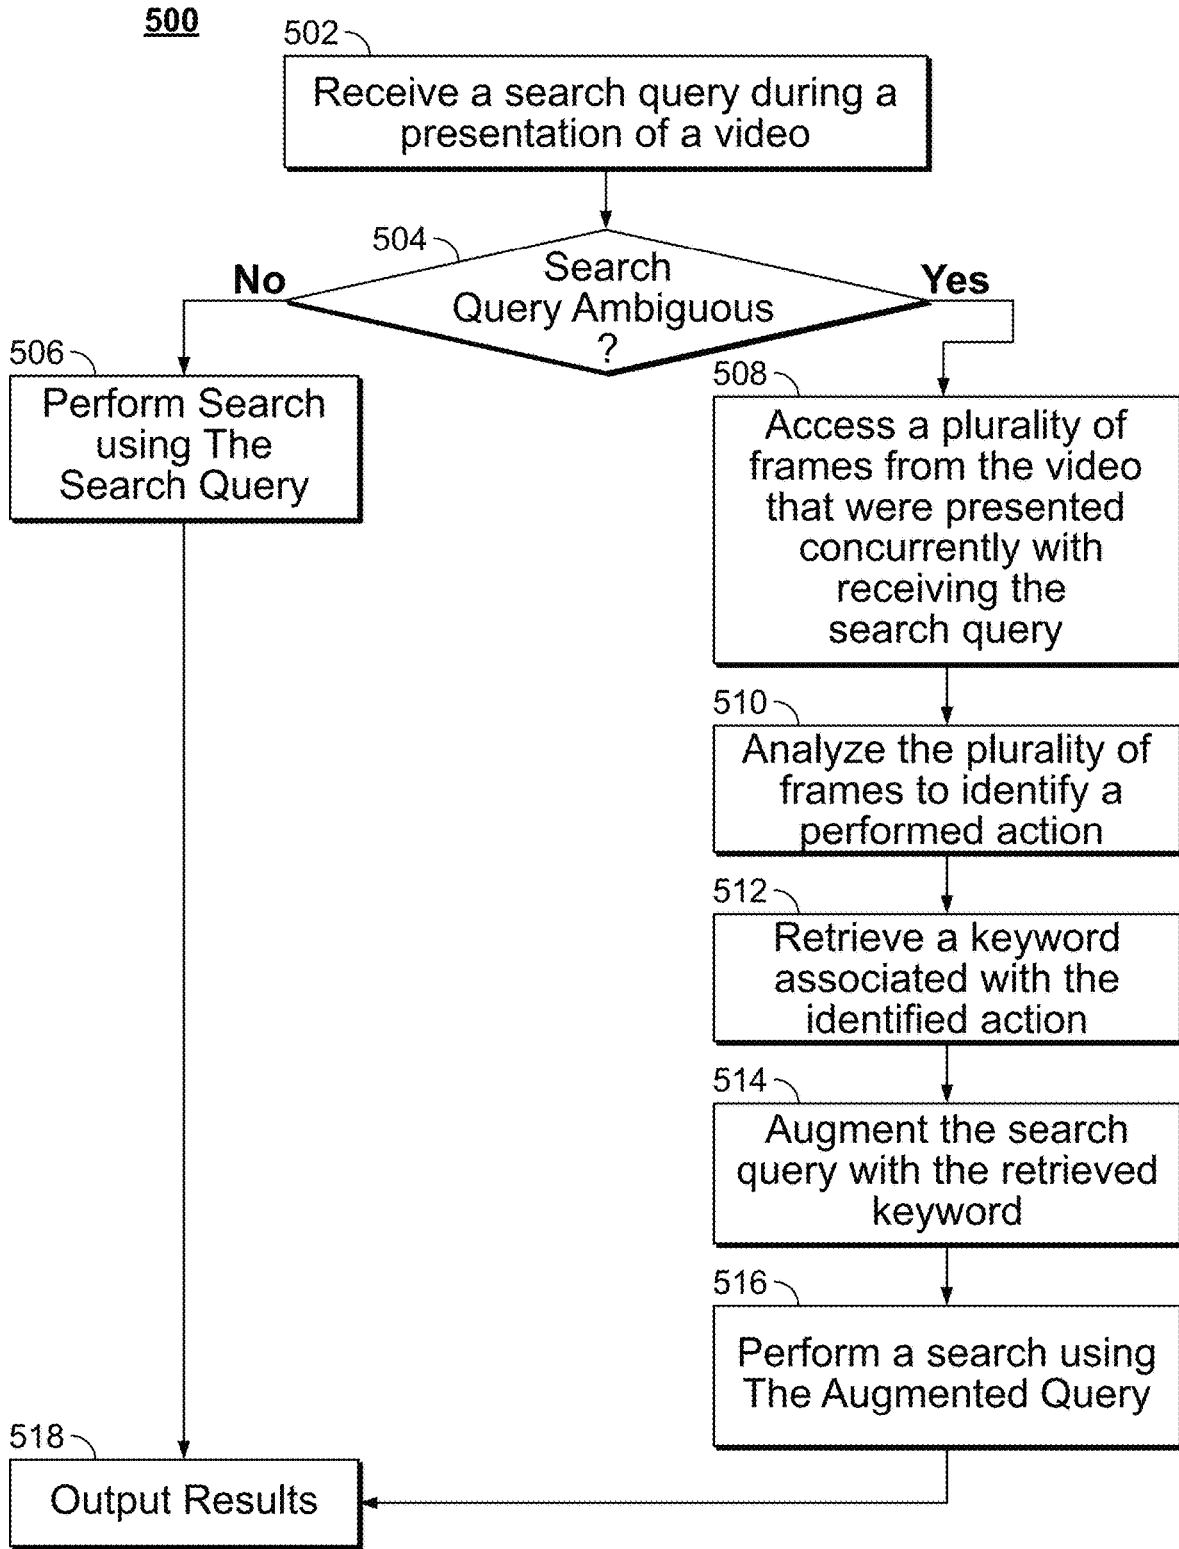 500
502
Receive a search query during a
presentation of a video
504
Search
Query Ambiguous
?
No
Yes
506
Perform Search
using The
Search Query
508
Access a plurality of
frames from the video
that were presented
concurrently with
receiving the
search query
510
Analyze the plurality of
frames to identify a
performed action
512
Retrieve a keyword
associated with the
identified action
514
Augment the search
query with the retrieved
keyword
516
Perform a search using
The Augmented Query
518
Output Results